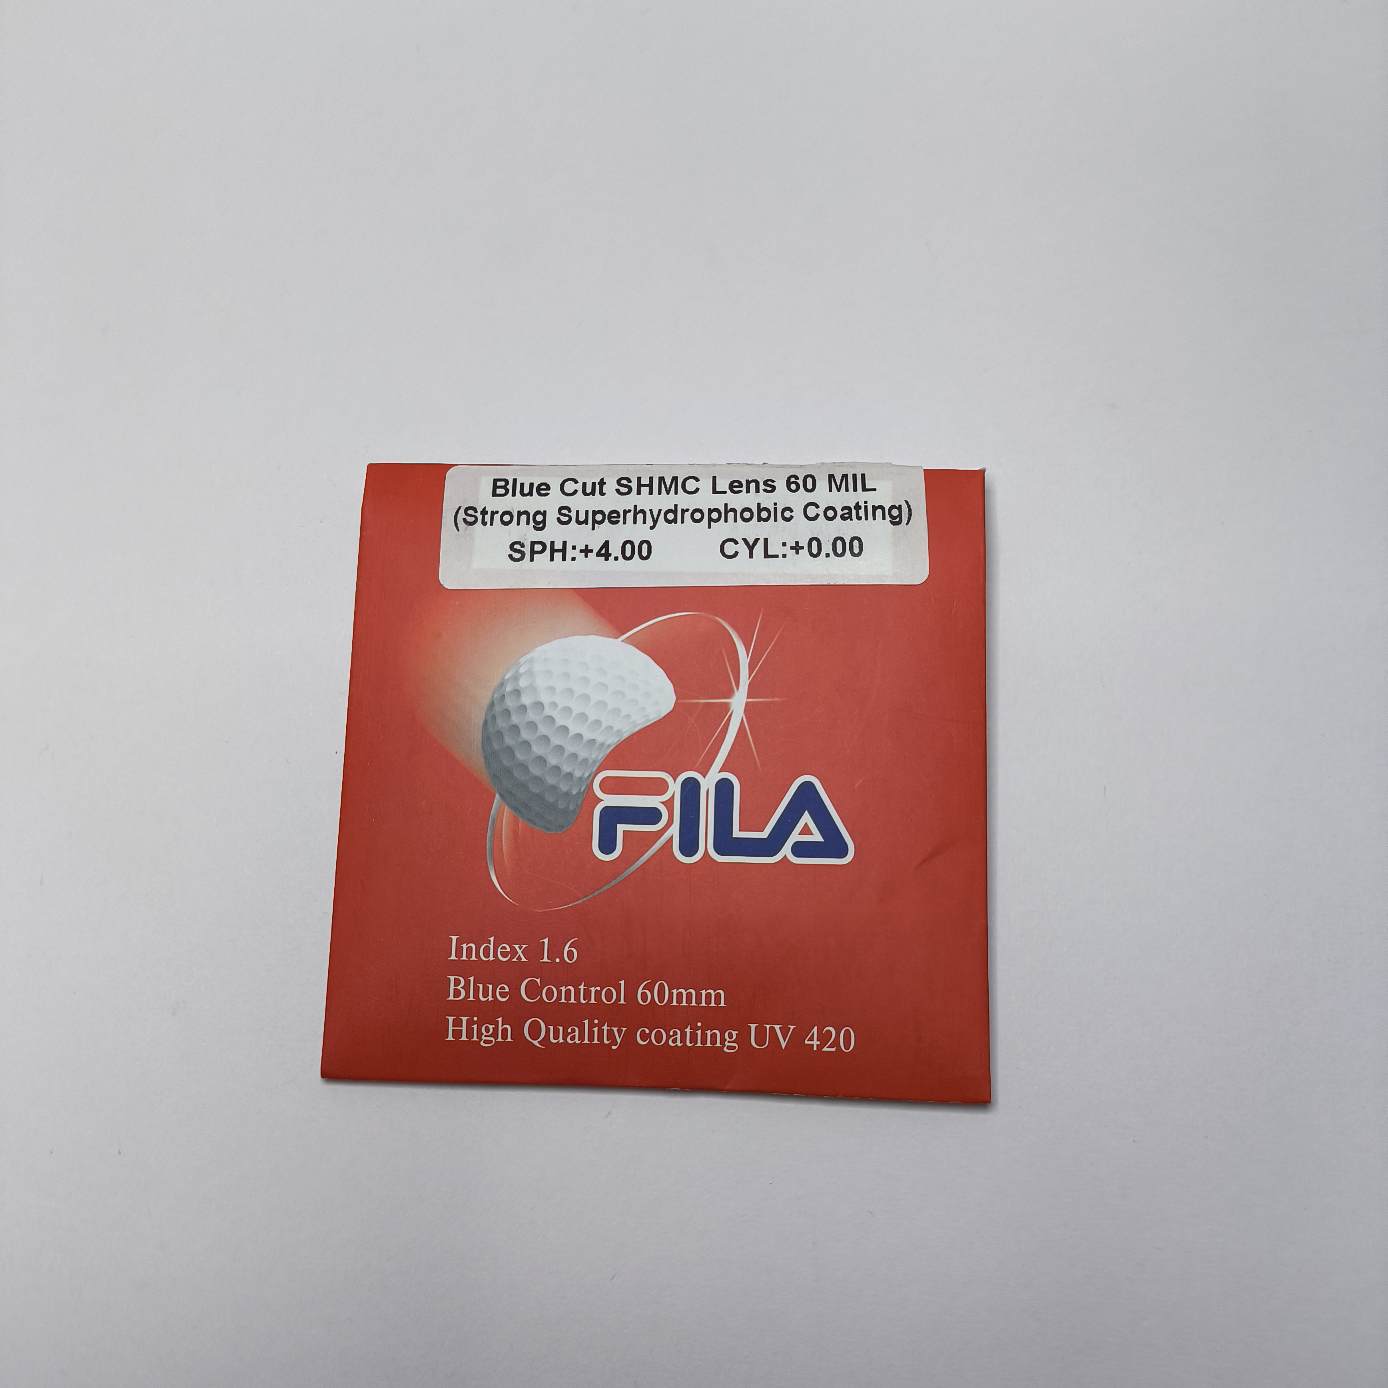 Blue Cut SHMC Lens 60 MIL
(Strong Superhydrophobic Coating)
SPH:+4.00 CYL:+0.00
FILA
Index 1.6
Blue Control 60mm
High Quality coating UV 420